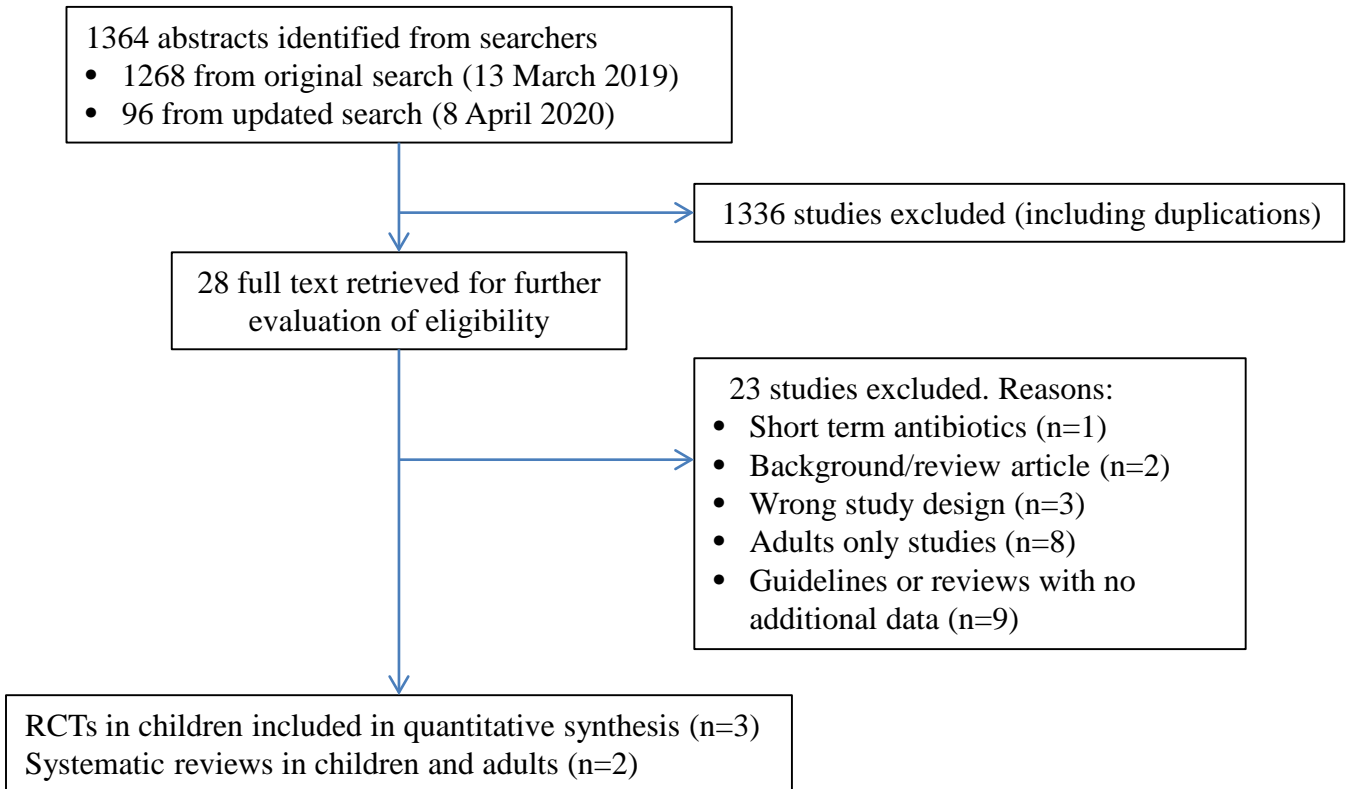 1364 abstracts identified from searchers
• 1268 from original search (13 March 2019)
• 96 from updated search (8 April 2020)
1336 studies excluded (including duplications)
28 full text retrieved for further
evaluation of eligibility
23 studies excluded. Reasons:
• Short term antibiotics (n=1)
• Background/review article (n=2)
• Wrong study design (n=3)
• Adults only studies (n=8)
• Guidelines or reviews with no
additional data (n=9)
RCTs in children included in quantitative synthesis (n=3)
Systematic reviews in children and adults (n=2)